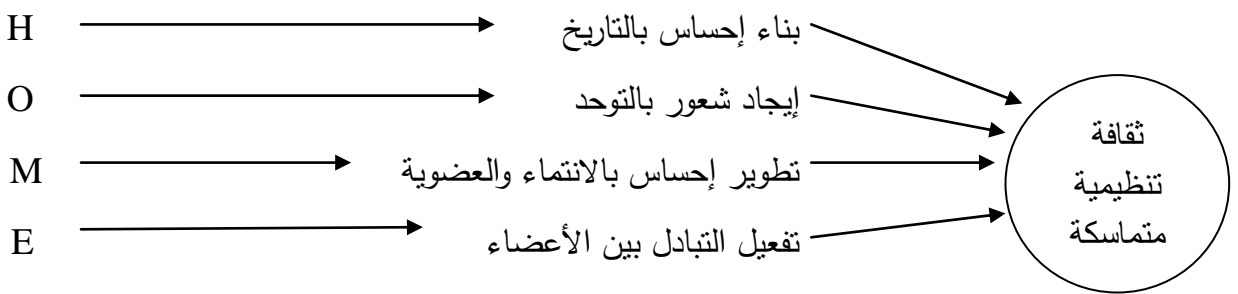 H بناء إحساس بالتاريخ
O إيجاد شعور بالتوحد
M تطوير إحساس بالانتماء والعضوية
E تفعيل التبادل بين الأعضاء
ثقافة
تنظيمية
متماسكة